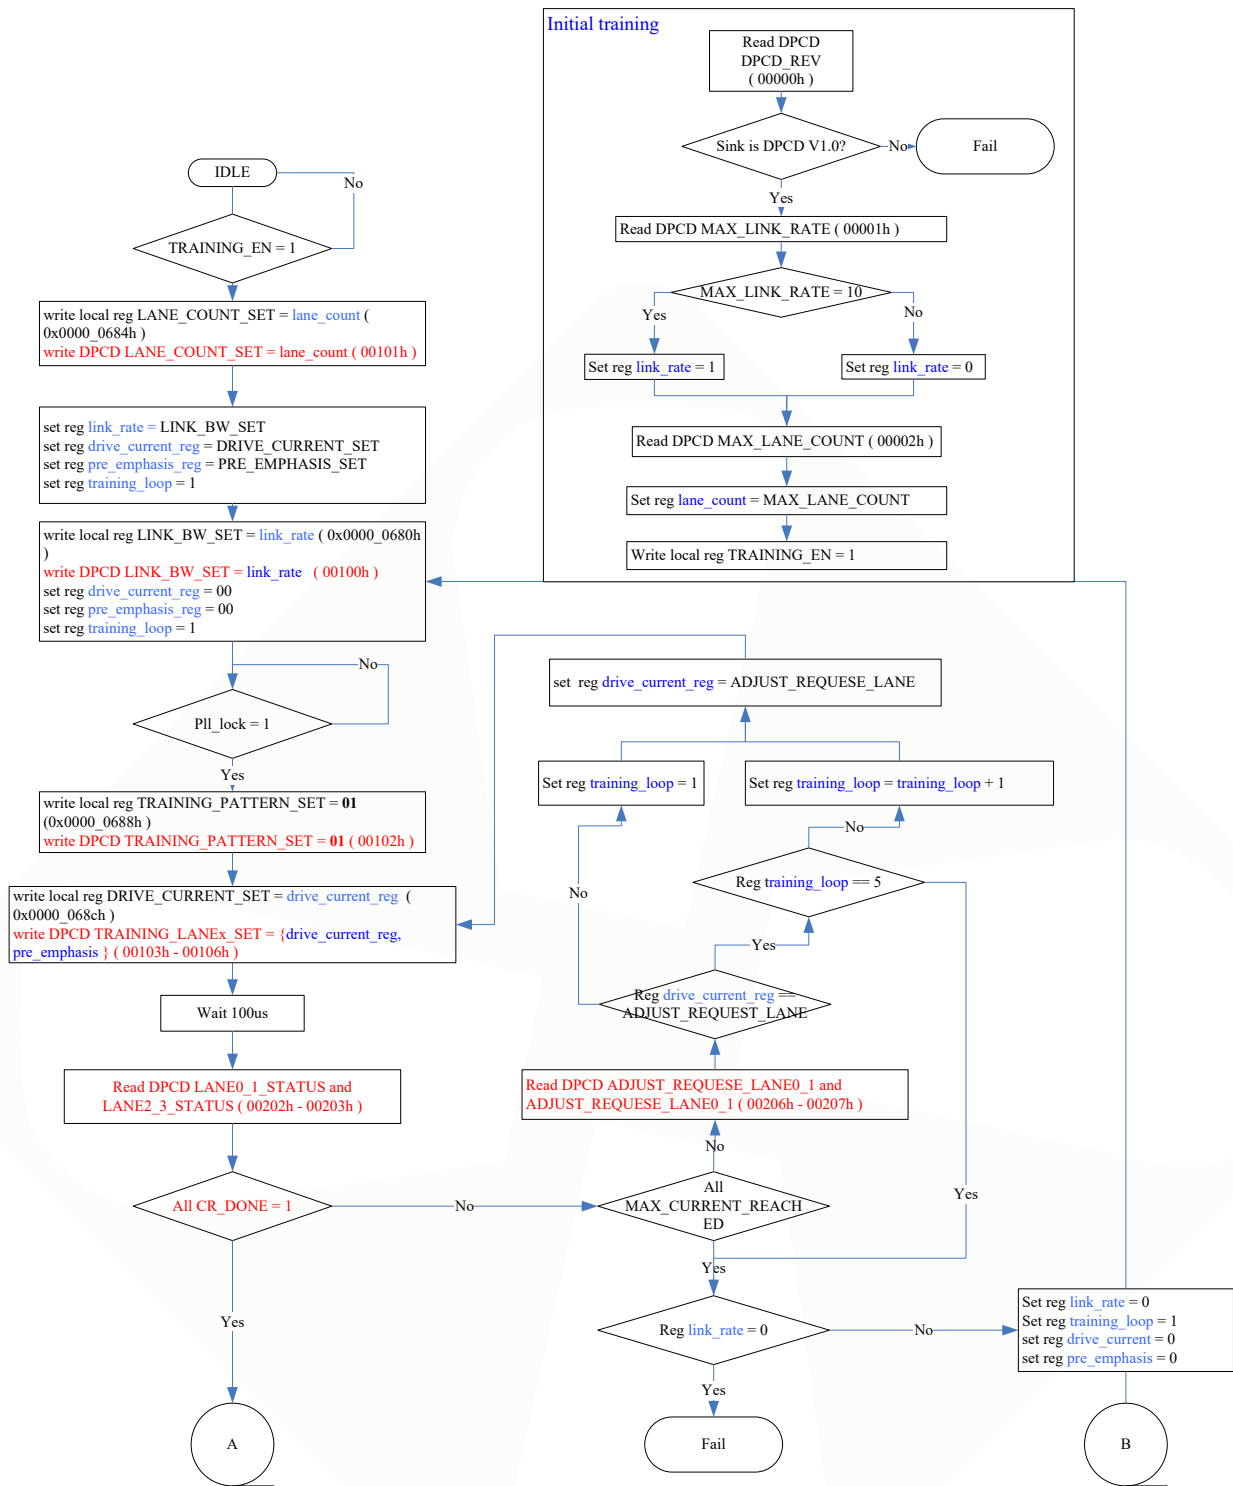 Initial training
Read DPCD
DPCD_REV
( 00000h )
Sink is DPCD V1.0?
No
Fail
Yes
Read DPCD MAX_LINK_RATE ( 00001h )
MAX_LINK_RATE = 10
Yes
No
Set reg link_rate = 1
Set reg link_rate = 0
Read DPCD MAX_LANE_COUNT ( 00002h )
Set reg lane_count = MAX_LANE_COUNT
Write local reg TRAINING_EN = 1
IDLE
No
TRAINING_EN = 1
write local reg LANE_COUNT_SET = lane_count (
0x0000_0684h )
write DPCD LANE_COUNT_SET = lane_count ( 00101h )
set reg link_rate = LINK_BW_SET
set reg drive_current_reg = DRIVE_CURRENT_SET
set reg pre_emphasis_reg = PRE_EMPHASIS_SET
set reg training_loop = 1
write local reg LINK_BW_SET = link_rate ( 0x0000_0680h
)
write DPCD LINK_BW_SET = link_rate ( 00100h )
set reg drive_current_reg = 00
set reg pre_emphasis_reg = 00
set reg training_loop = 1
No
Pll_lock = 1
Yes
write local reg TRAINING_PATTERN_SET = 01
(0x0000_0688h )
write DPCD TRAINING_PATTERN_SET = 01 ( 00102h )
write local reg DRIVE_CURRENT_SET = drive_current_reg (
0x0000_068ch )
write DPCD TRAINING_LANEx_SET = {drive_current_reg,
pre_emphasis } ( 00103h - 00106h )
Wait 100us
Read DPCD LANE0_1_STATUS and
LANE2_3_STATUS ( 00202h - 00203h )
All CR_DONE = 1
No
Yes
A
set reg drive_current_reg = ADJUST_REQUESE_LANE
Set reg training_loop = 1
Set reg training_loop = training_loop + 1
No
Reg training_loop == 5
No
Yes
Reg drive_current_reg ==
ADJUST_REQUEST_LANE
Read DPCD ADJUST_REQUESE_LANE0_1 and
ADJUST_REQUESE_LANE0_1 ( 00206h - 00207h )
No
All
MAX_CURRENT_REACH
ED
Yes
Yes
Reg link_rate = 0
No
Yes
Fail
Set reg link_rate = 0
Set reg training_loop = 1
set reg drive_current = 0
set reg pre_emphasis = 0
B